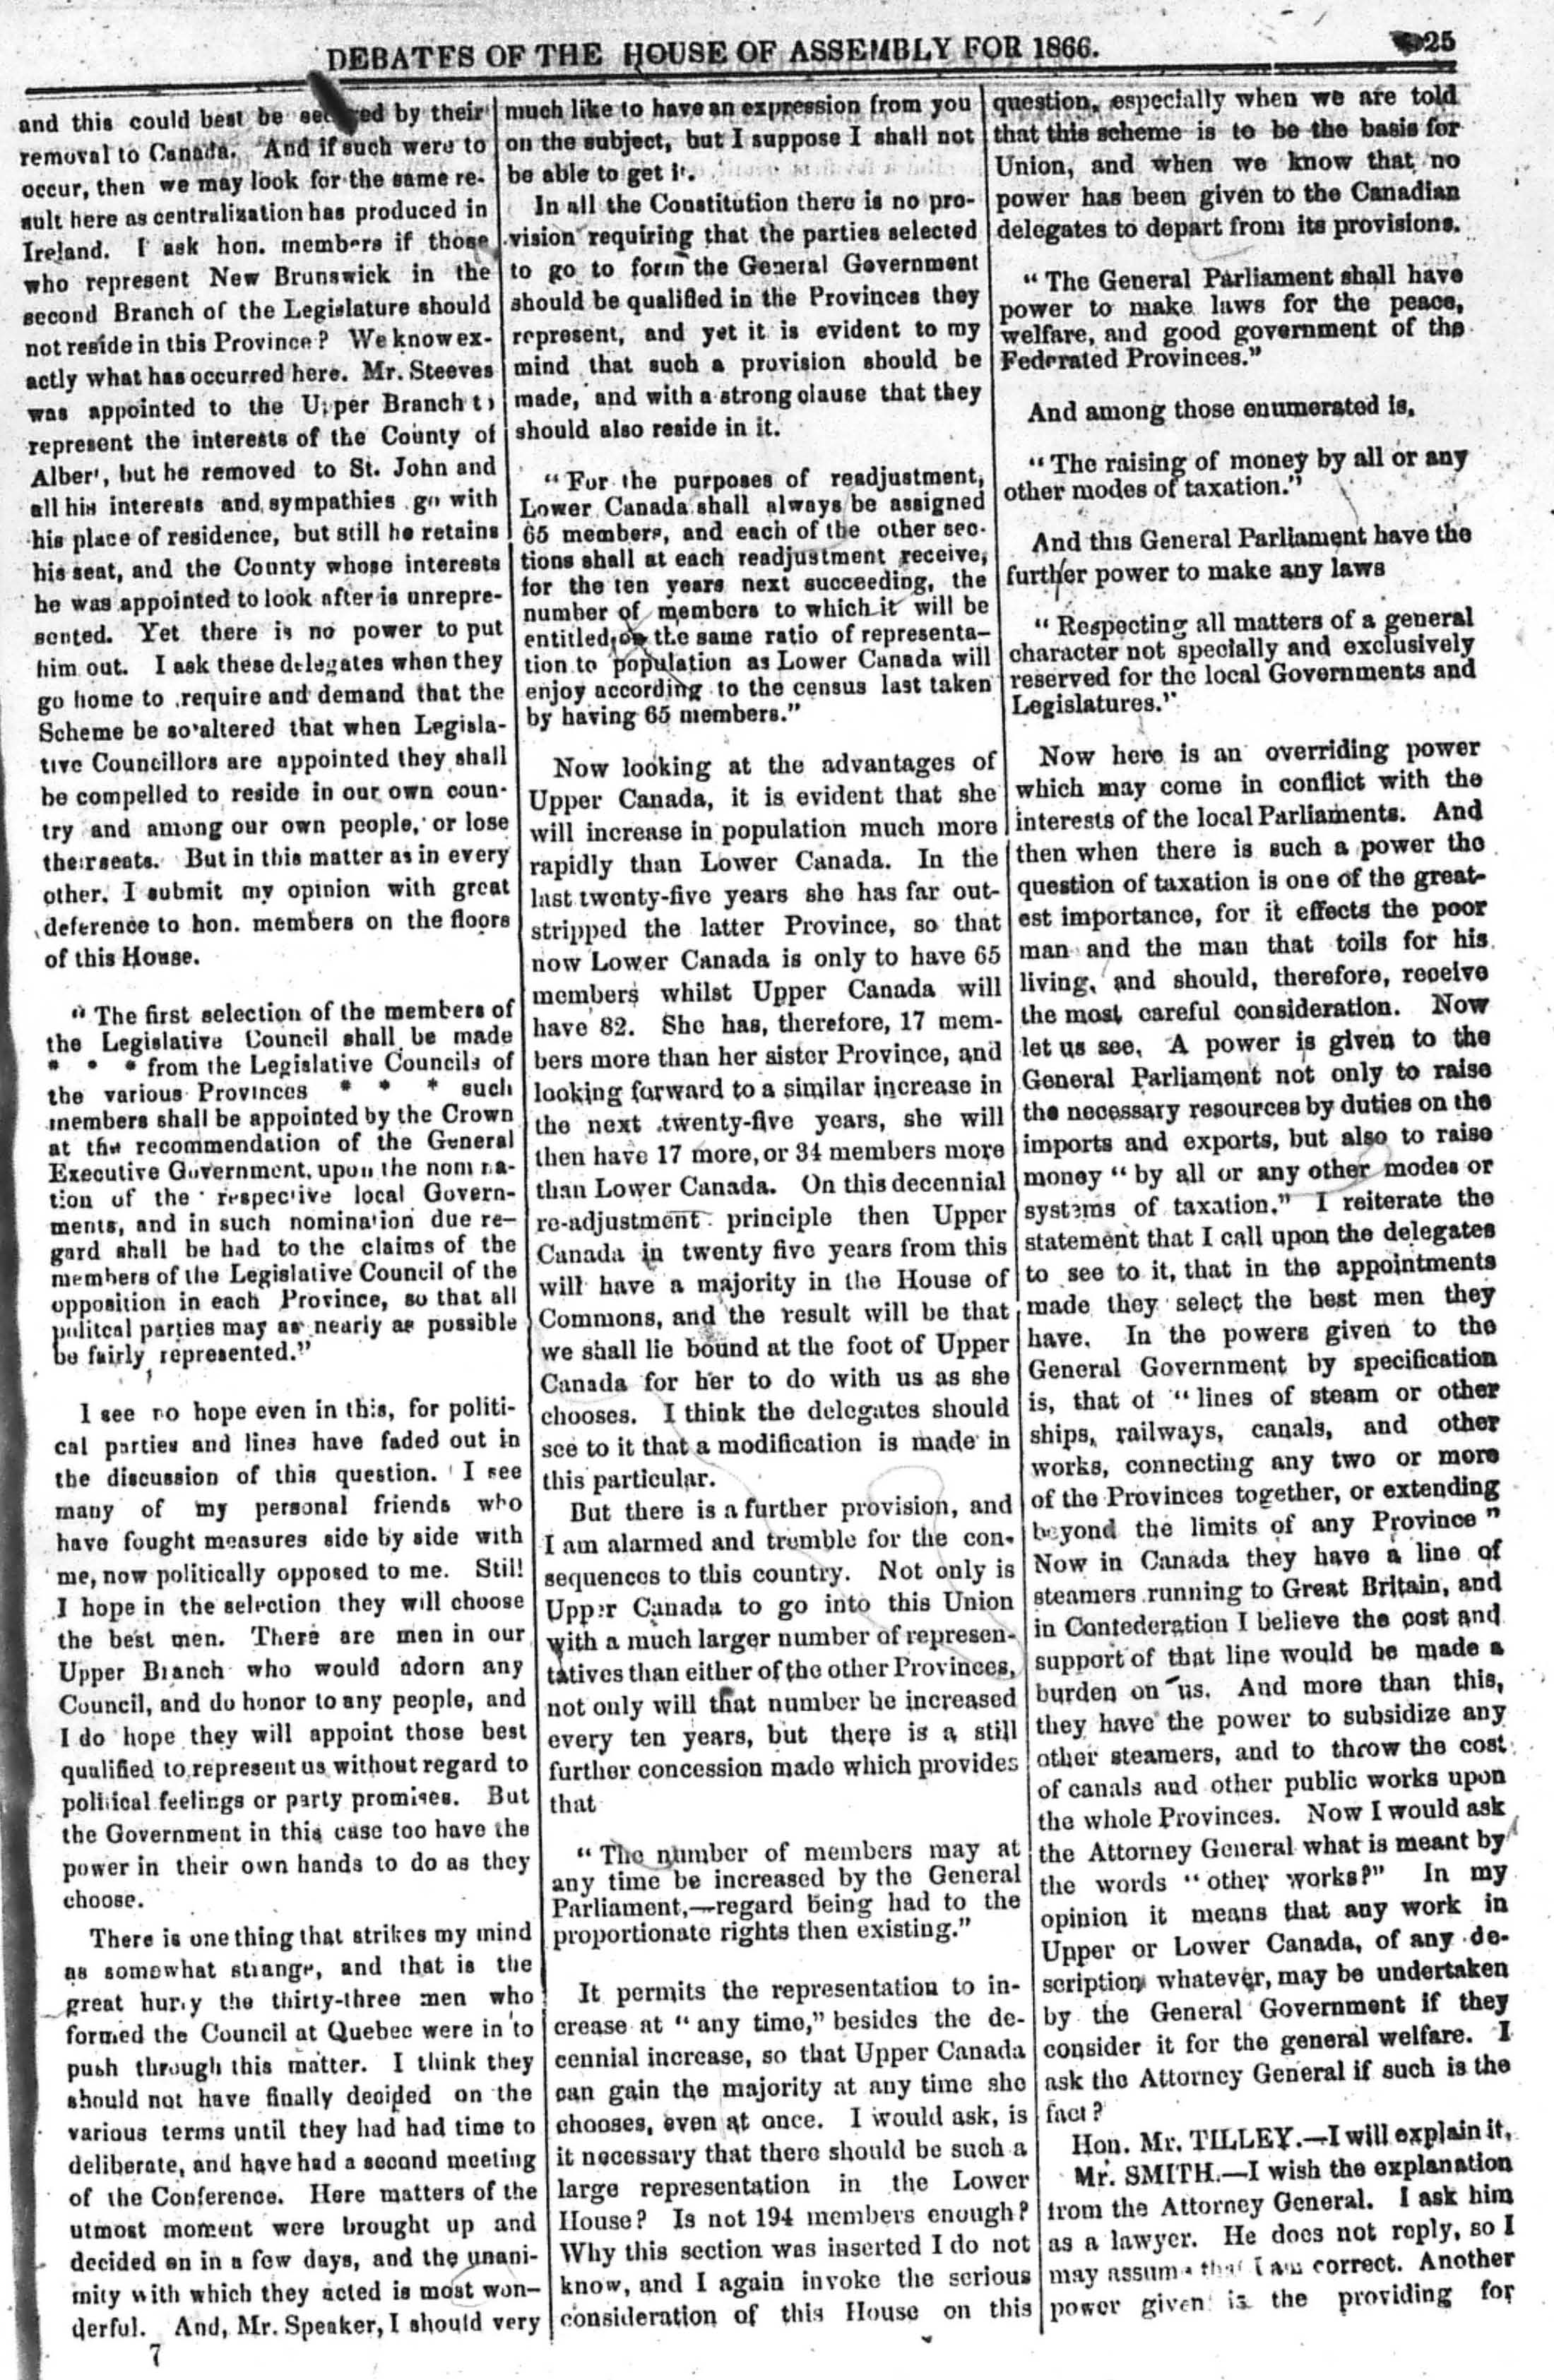 DEBATES OF THE HOUSE OF ASSEMBLY FOR 1866.
25
and this could best be by their
removal to Canada. And if such were to
occur, then we may look for the same re-
sult here as centralization has produced in
Ireland. I ask hon. members if those
who represent New Brunswick in the
second Branch of the Legislature should
not reside in this Province? We know ex-
actly what has occurred here. Mr. Steeves
was appointed to the Upper Branch to
represent the interests of the County of
Alber', but he removed to St. John and
all his interests and sympathies go with
his place of residence, but still he retains
his seat, and the County whose interests
he was appointed to look after is unrepre-
sented. Yet there is no power to put
him out. I ask these delegates when they
go home to require and demand that the
Scheme be so altered that when Legisla-
tive Councillors are appointed they shall
be compelled to reside in our own coun-
try and among our own people, or lose
their seats. But in this matter as in every
other, I submit my opinion with great
deference to hon. members on the floors
of this House.
"The first selection of the members of
the Legislative Council shall be made
* * * from the Legislative Councils of
the various Provinces * * * such
members shall be appointed by the Crown
at the recommendation of the General
Executive Government, upon the nomina-
tion of the respective local Govern-
ments, and in such nomination due re-
gard shall be had to the claims of the
members of the Legislative Council of the
opposition in each Province, so that all
politcal parties may as nearly as possible
be fairly represented."
I see no hope even in this, for politi-
cal parties and lines have faded out in
the discussion of this question. I see
many of my personal friends who
have fought measures side by side with
me, now politically opposed to me. Still
I hope in the selection they will choose
the best men. There are men in our
Upper Branch who would adorn any
Council, and do honor to any people, and
I do hope they will appoint those best
qualified to represent us without regard to
political feelings or party promises. But
the Government in this case too have the
power in their own hands to do as they
choose.
There is one thing that strikes my mind
as somewhat strange, and that is the
great hurry the thirty-three men who
formed the Council at Quebec were in to
push through this matter. I think they
should not have finally decided on the
various terms until they had had time to
deliberate, and have had a second meeting
of the Conference. Here matters of the
utmost moment were brought up and
decided on in a few days, and the unani-
mity with which they acted is most won-
derful. And, Mr. Speaker, I should very
7
much like to have an expression from you
on the subject, but I suppose I shall not
be able to get it.
In all the Constitution there is no pro-
vision requiring that the parties selected
to go to form the General Government
should be qualified in the Provinces they
represent, and yet it is evident to my
mind that such a provision should be
made, and with a strong clause that they
should also reside in it.
"For the purposes of readjustment,
Lower Canada shall always be assigned
65 members, and each of the other sec-
tions shall at each readjustment receive,
for the ten years next succeeding, the
number of members to which it will be
entitled on the same ratio of representa-
tion to population as Lower Canada will
enjoy according to the census last taken
by having 65 members."
Now looking at the advantages of
Upper Canada, it is evident that she
will increase in population much more
rapidly than Lower Canada. In the
last twenty-five years she has far out-
stripped the latter Province, so that
now Lower Canada is only to have 65
members whilst Upper Canada will
have 82. She has, therefore, 17 mem-
bers more than her sister Province, and
looking forward to a similar increase in
the next twenty-five years, she will
then have 17 more, or 34 members more
than Lower Canada. On this decennial
re-adjustment principle then Upper
Canada in twenty five years from this
will have a majority in the House of
Commons, and the result will be that
we shall lie bound at the foot of Upper
Canada for her to do with us as she
chooses. I think the delegates should
see to it that a modification is made in
this particular.
But there is a further provision, and
I am alarmed and tremble for the con-
sequences to this country. Not only is
Upper Canada to go into this Union
with a much larger number of represen-
tatives than either of the other Provinces,
not only will that number be increased
every ten years, but there is a still
further concession made which provides
that
"The number of members may at
any time be increased by the General
Parliament,—regard being had to the
proportionate rights then existing."
It permits the representation to in-
crease at "any time," besides the de-
cennial increase, so that Upper Canada
can gain the majority at any time she
chooses, even at once. I would ask, is
it necessary that there should be such a
large representation in the Lower
House? Is not 194 members enough?
Why this section was inserted I do not
know, and I again invoke the serious
consideration of this House on this
question, especially when we are told
that this scheme is to be the basis for
Union, and when we know that no
power has been given to the Canadian
delegates to depart from its provisions.
"The General Parliament shall have
power to make laws for the peace,
welfare, and good government of the
Federated Provinces."
And among those enumerated is,
"The raising of money by all or any
other modes of taxation."
And this General Parliament have the
further power to make any laws
"Respecting all matters of a general
character not specially and exclusively
reserved for the local Governments and
Legislatures."
Now here is an overriding power
which may come in conflict with the
interests of the local Parliaments. And
then when there is such a power the
question of taxation is one of the great-
est importance, for it effects the poor
man and the man that toils for his
living, and should, therefore, receive
the most careful consideration. Now
let us see. A power is given to the
General Parliament not only to raise
the necessary resources by duties on the
imports and exports, but also to raise
money "by all or any other modes or
systems of taxation." I reiterate the
statement that I call upon the delegates
to see to it, that in the appointments
made they select the best men they
have. In the powers given to the
General Government by specification
is, that of "lines of steam or other
ships, railways, canals, and other
works, connecting any two or more
of the Provinces together, or extending
beyond the limits of any Province"
Now in Canada they have a line of
steamers running to Great Britain, and
in Contederation I believe the cost and
support of that line would be made a
burden on us. And more than this,
they have the power to subsidize any
other steamers, and to throw the cost
of canals and other public works upon
the whole Provinces. Now I would ask
the Attorney General what is meant by
the words "other works?" In my
opinion it means that any work in
Upper or Lower Canada, of any de-
scription whatever, may be undertaken
by the General Government if they
consider it for the general welfare. I
ask the Attorney General if such is the
fact?
Hon. Mr. TILLEY.—I will explain it,
Mr. SMITH.—I wish the explanation
from the Attorney General. I ask him
as a lawyer. He does not reply, so I
may assume that I am correct. Another
power given is the providing for